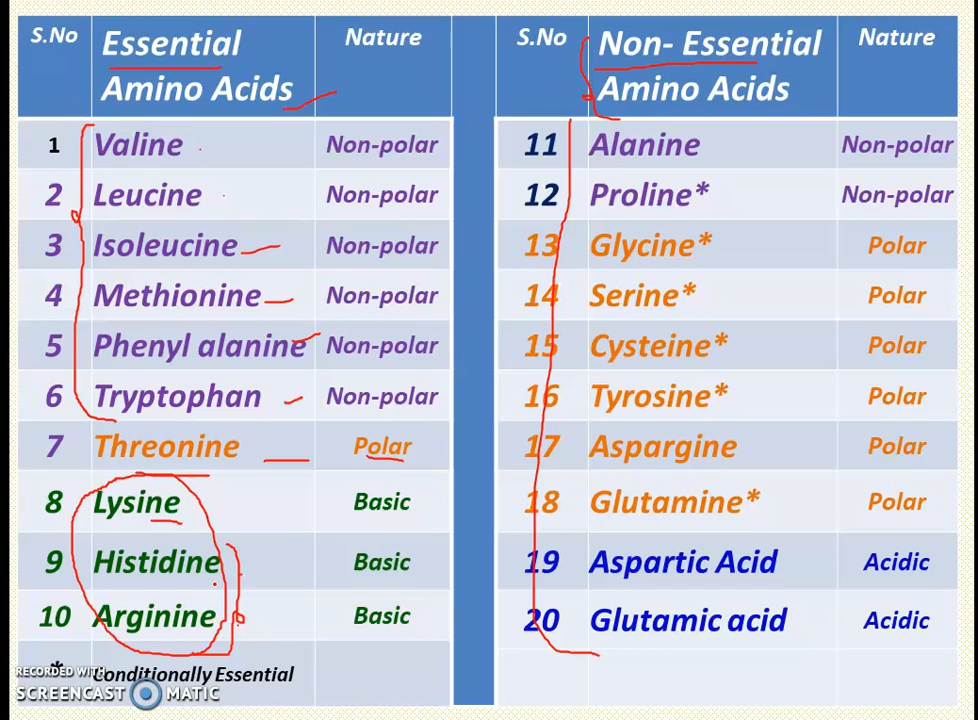 S.No Essential Amino Acids Nature
1 Valine Non-polar
2 Leucine Non-polar
3 Isoleucine Non-polar
4 Methionine Non-polar
5 Phenyl alanine Non-polar
6 Tryptophan Non-polar
7 Threonine Polar
8 Lysine Basic
9 Histidine Basic
10 Arginine Basic
* Conditionally Essential
S.No Non- Essential Amino Acids Nature
11 Alanine Non-polar
12 Proline* Non-polar
13 Glycine* Polar
14 Serine* Polar
15 Cysteine* Polar
16 Tyrosine* Polar
17 Aspargine Polar
18 Glutamine* Polar
19 Aspartic Acid Acidic
20 Glutamic acid Acidic
RECORDED WITH
SCREENCAST MATIC